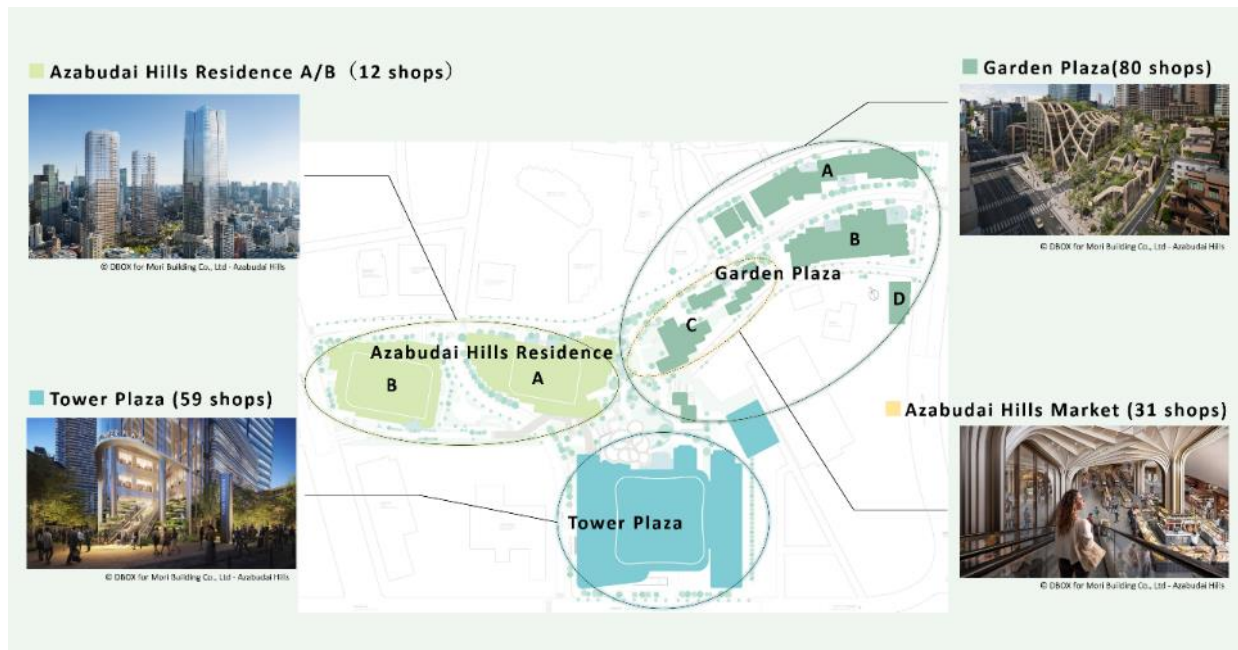 Azabudai Hills Residence A/B（12 shops）
© DBOX for Mori Building Co., Ltd - Azabudai Hills
Garden Plaza(80 shops)
© DBOX for Mori Building Co., Ltd - Azabudai Hills
A
B
Garden Plaza
D
C
Azabudai Hills Residence
B
A
Tower Plaza (59 shops)
© DBOX for Mori Building Co., Ltd - Azabudai Hills
Azabudai Hills Market (31 shops)
© DBOX for Mori Building Co., Ltd - Azabudai Hills
Tower Plaza